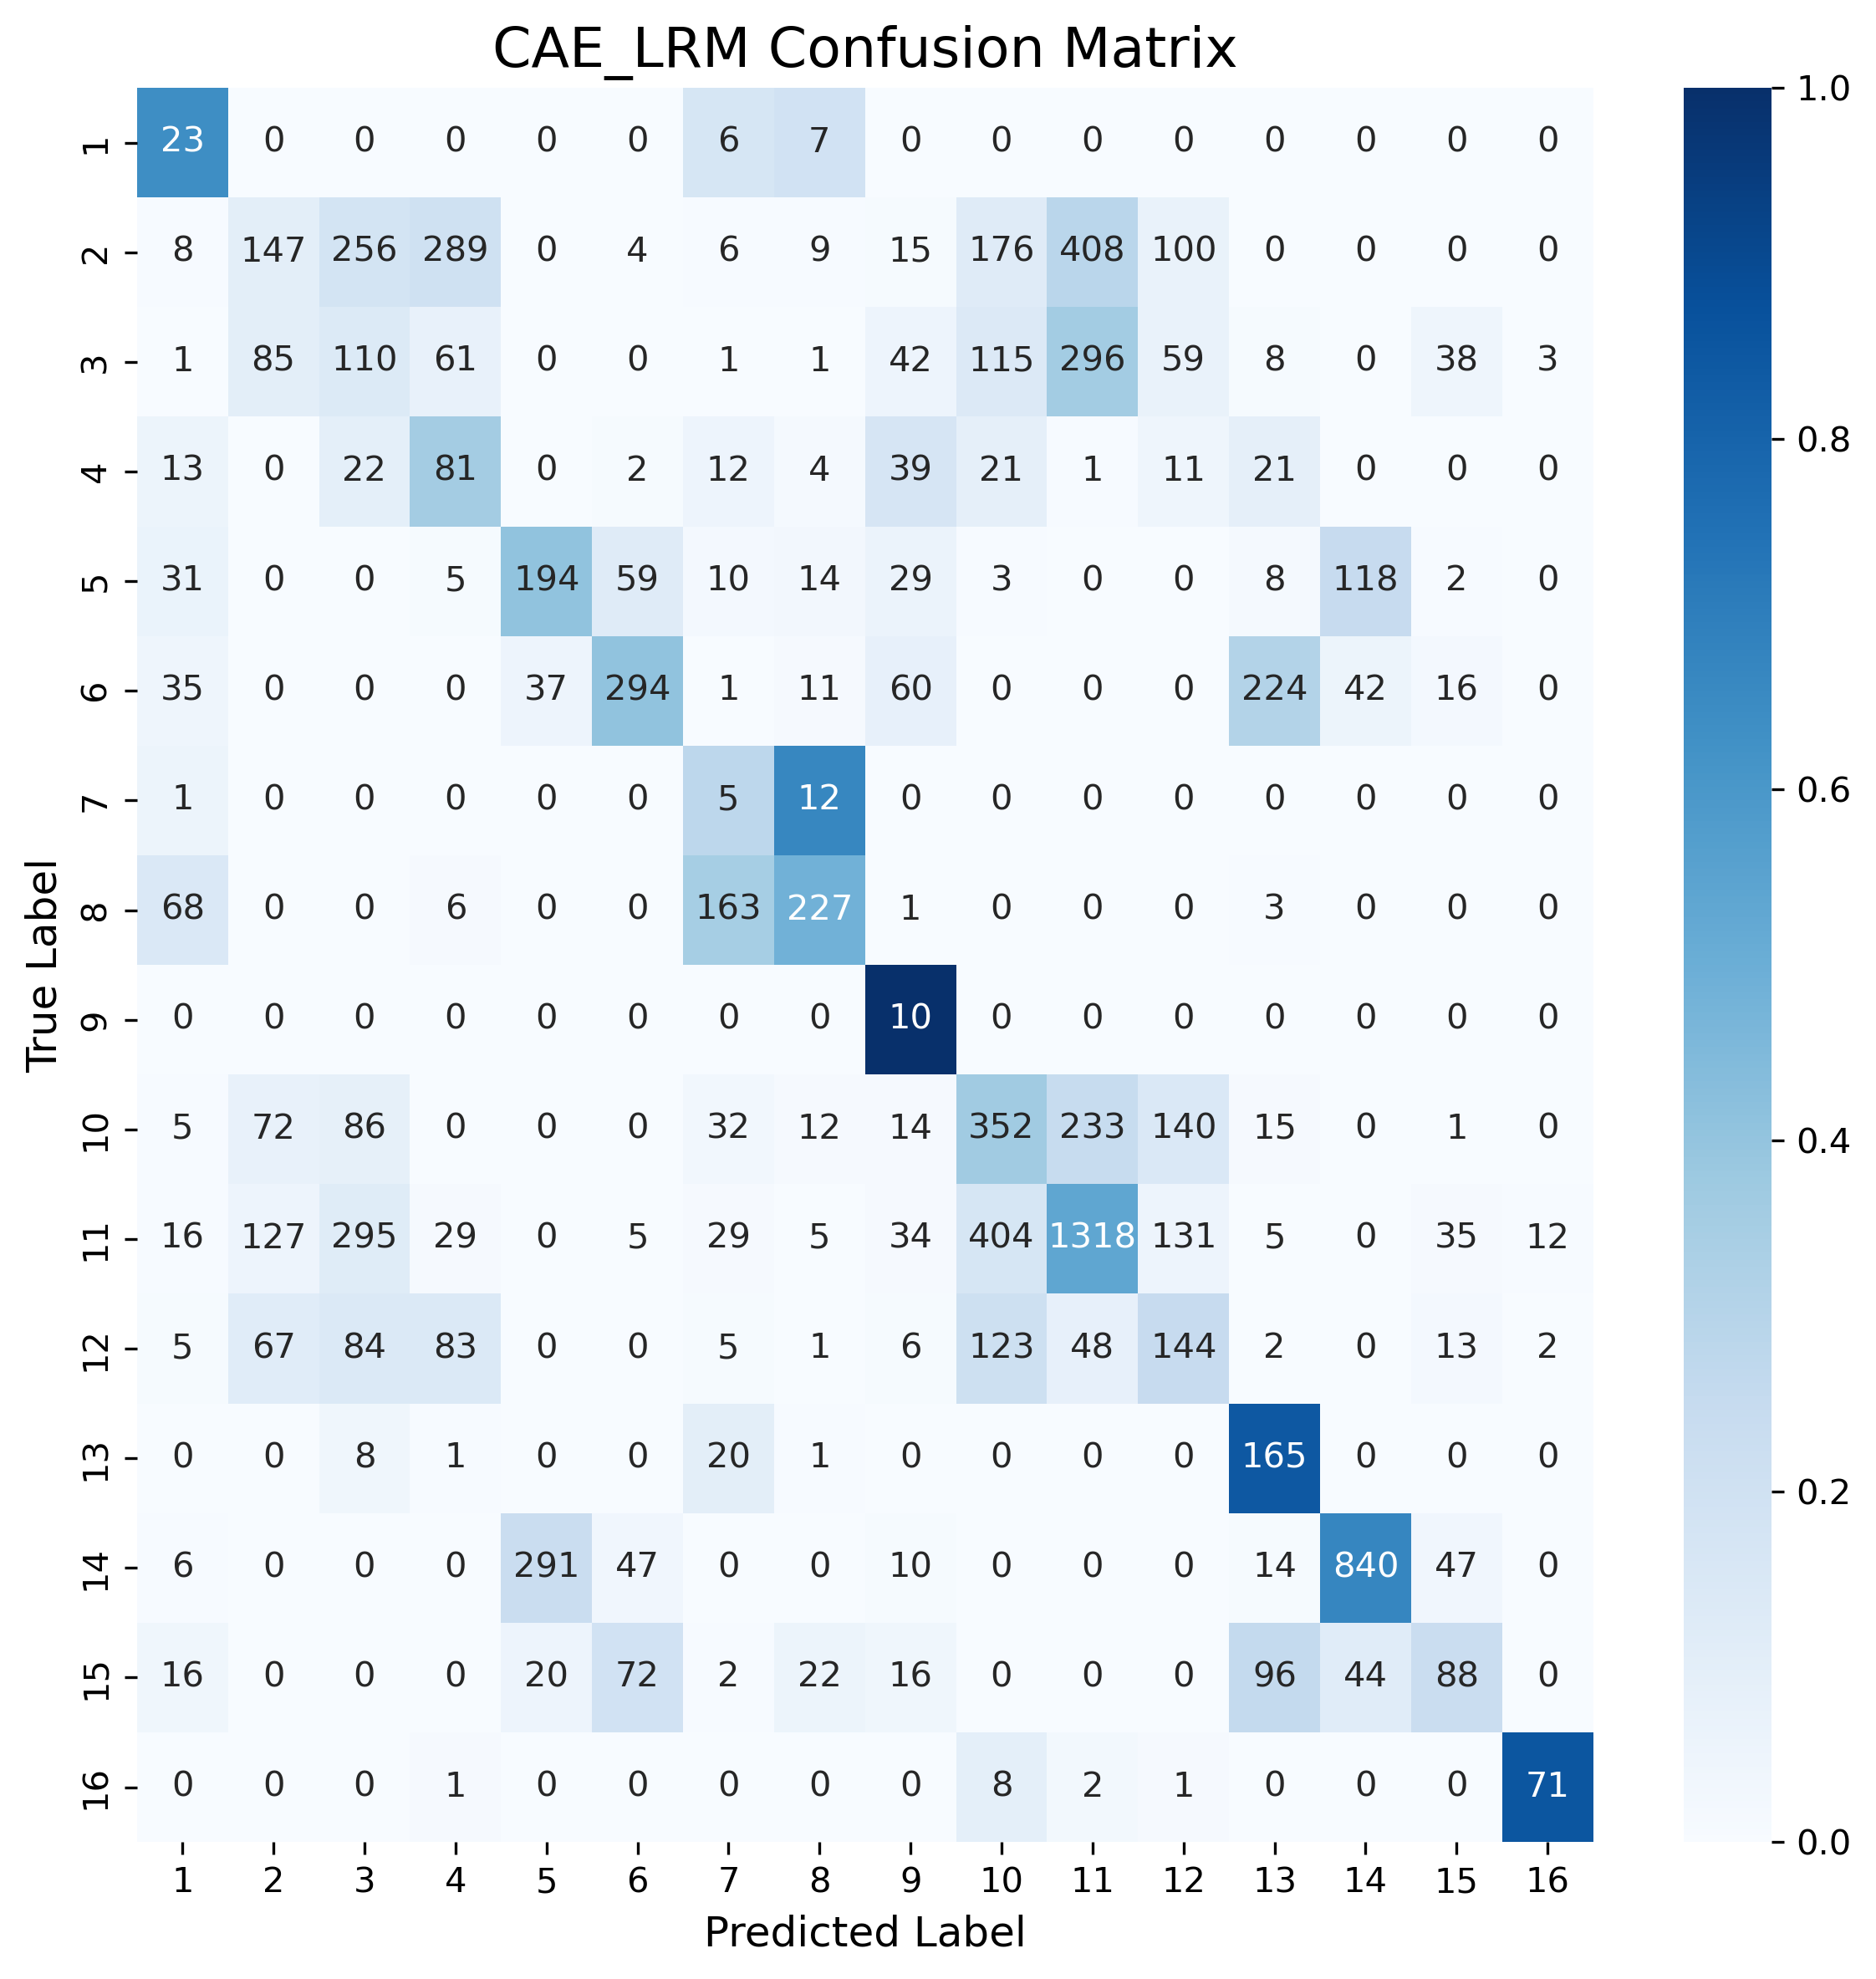 CAE_LRM Confusion Matrix
1 23 0 0 0 0 0 6 7 0 0 0 0 0 0 0 0
2 8 147 256 289 0 4 6 9 15 176 408 100 0 0 0 0
3 1 85 110 61 0 0 1 1 42 115 296 59 8 0 38 3
4 13 0 22 81 0 2 12 4 39 21 1 11 21 0 0 0
5 31 0 0 5 194 59 10 14 29 3 0 0 8 118 2 0
6 35 0 0 0 37 294 1 11 60 0 0 0 224 42 16 0
7 1 0 0 0 0 0 5 12 0 0 0 0 0 0 0 0
8 68 0 0 6 0 0 163 227 1 0 0 0 3 0 0 0
9 0 0 0 0 0 0 0 0 10 0 0 0 0 0 0 0
10 5 72 86 0 0 0 32 12 14 352 233 140 15 0 1 0
11 16 127 295 29 0 5 29 5 34 404 1318 131 5 0 35 12
12 5 67 84 83 0 0 5 1 6 123 48 144 2 0 13 2
13 0 0 8 1 0 0 20 1 0 0 0 0 165 0 0 0
14 6 0 0 0 291 47 0 0 10 0 0 0 14 840 47 0
15 16 0 0 0 20 72 2 22 16 0 0 0 96 44 88 0
16 0 0 0 1 0 0 0 0 0 8 2 1 0 0 0 71
1 2 3 4 5 6 7 8 9 10 11 12 13 14 15 16
Predicted Label
True Label
1.0
0.8
0.6
0.4
0.2
0.0